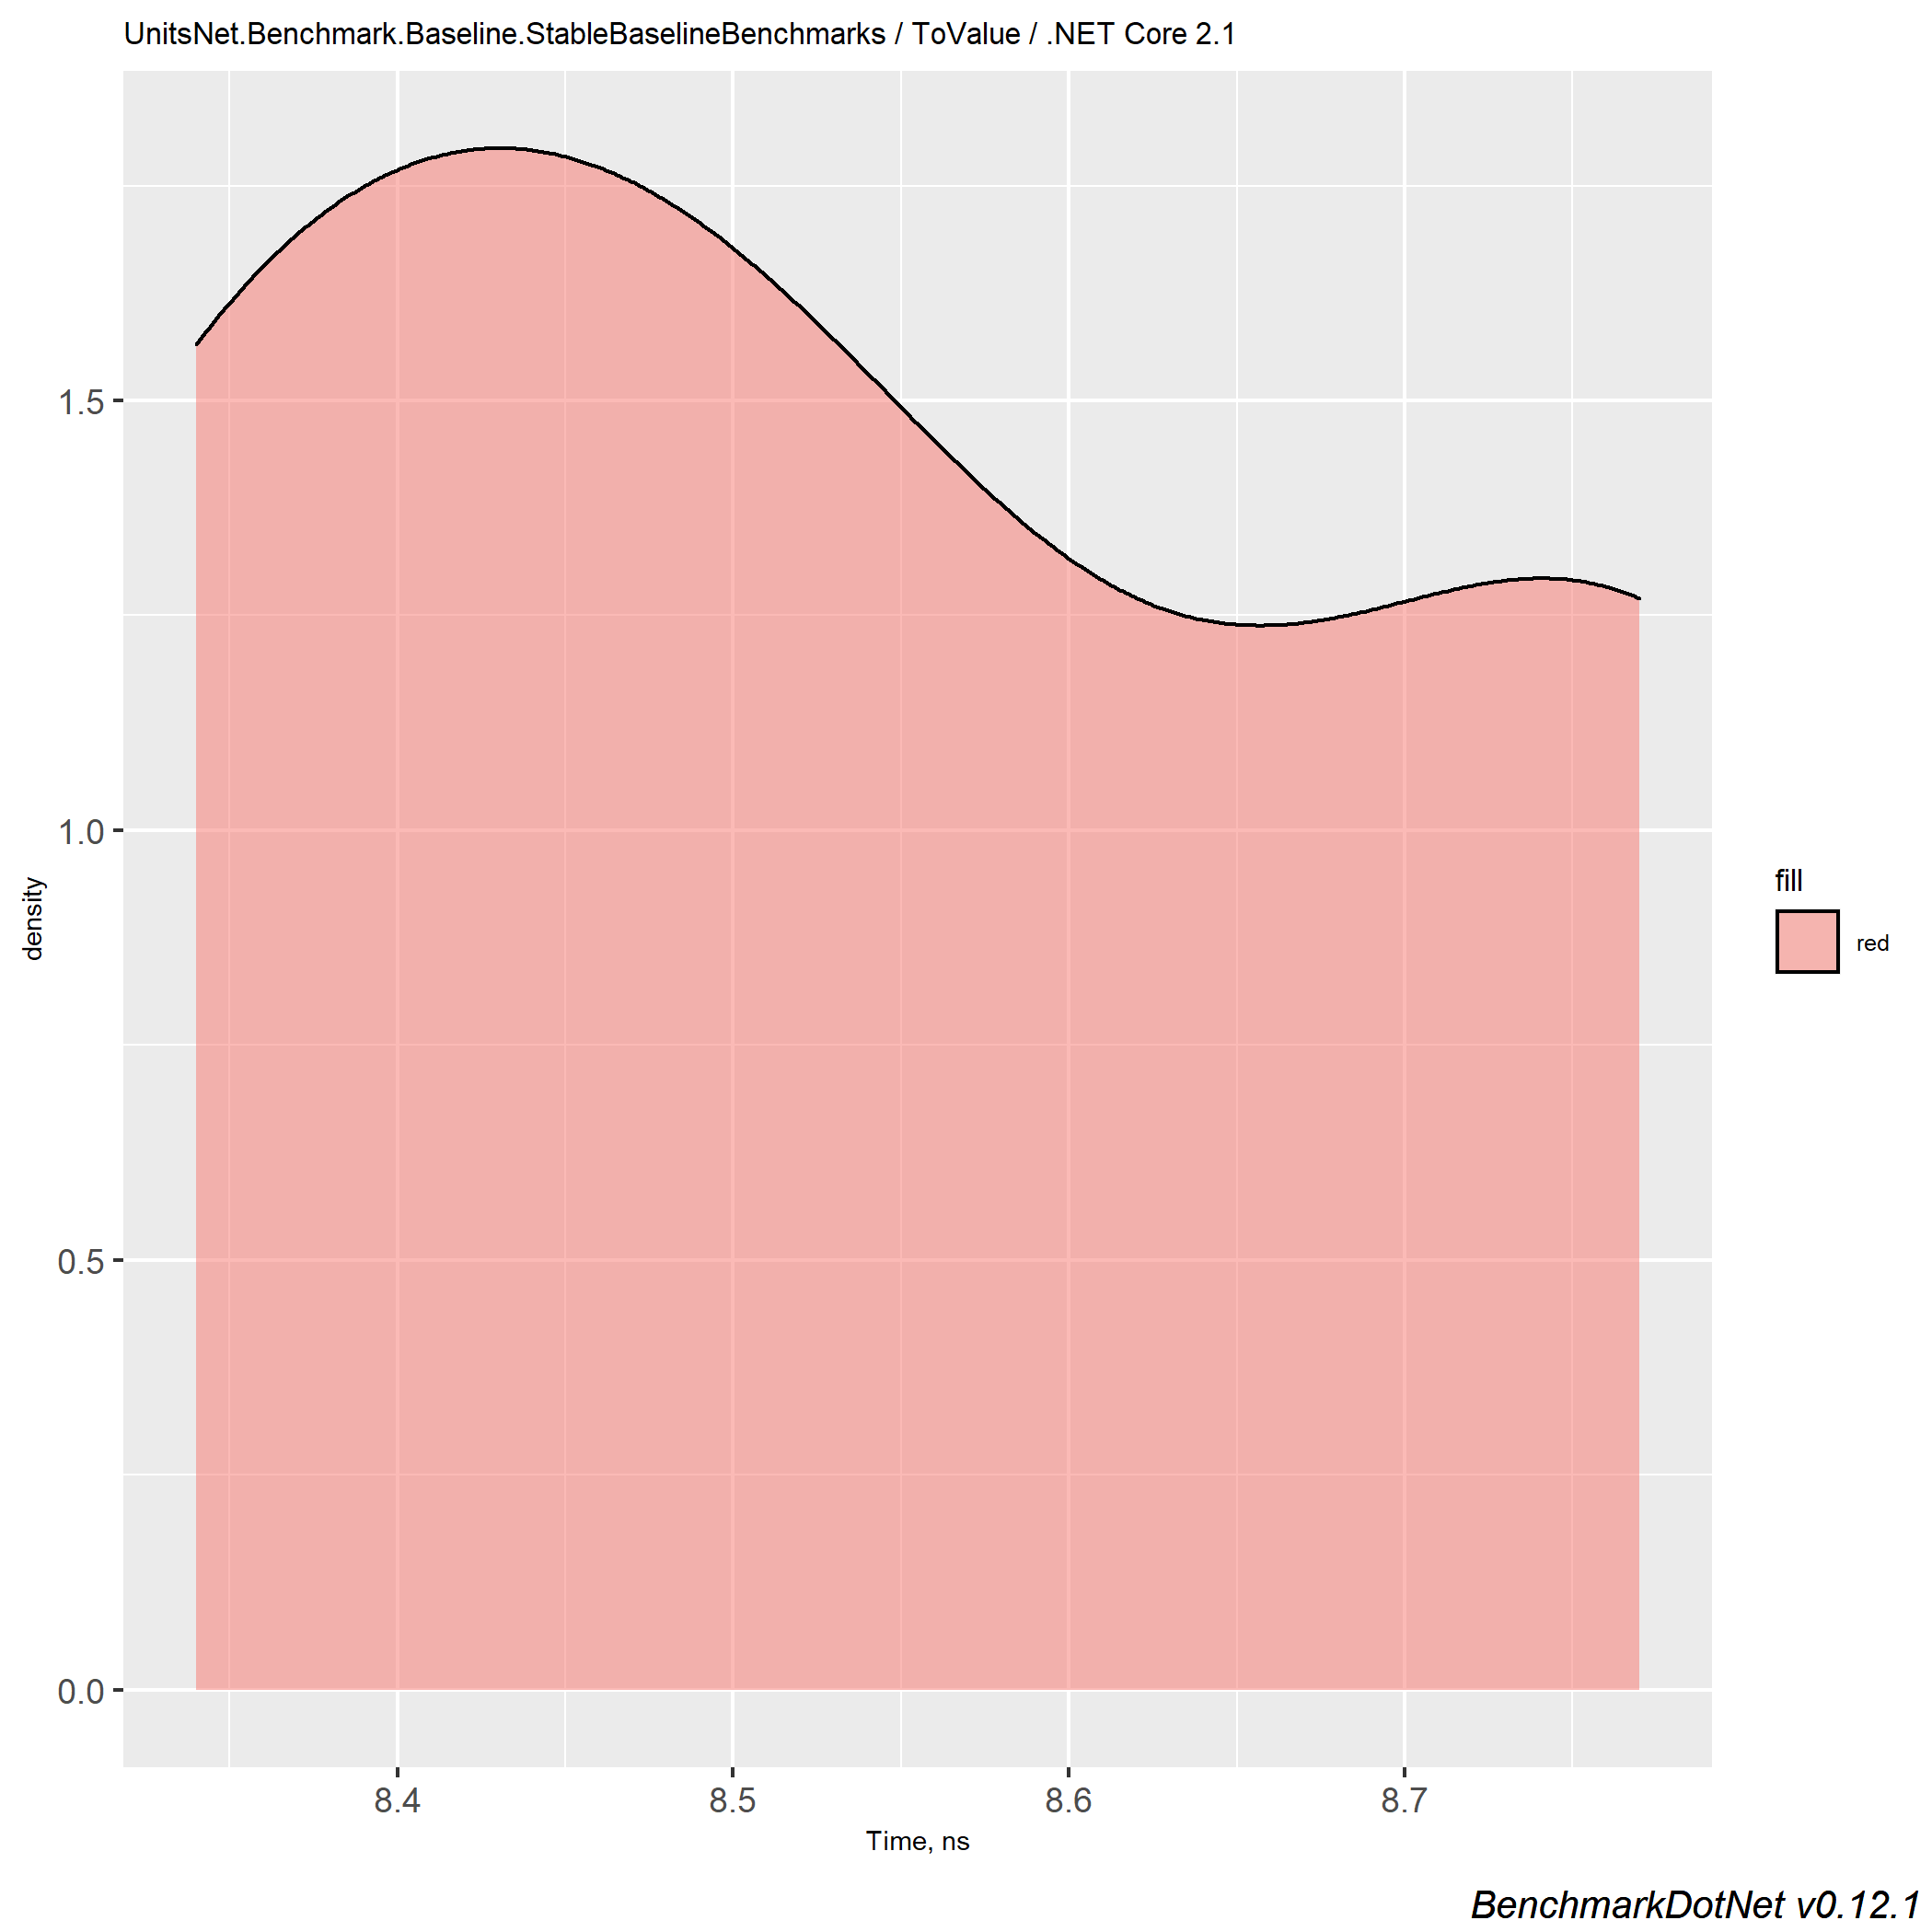 UnitsNet.Benchmark.Baseline.StableBaselineBenchmarks / ToValue / .NET Core 2.1
1.5
1.0
0.5
0.0
density
8.4 8.5 8.6 8.7
Time, ns
fill
red
BenchmarkDotNet v0.12.1